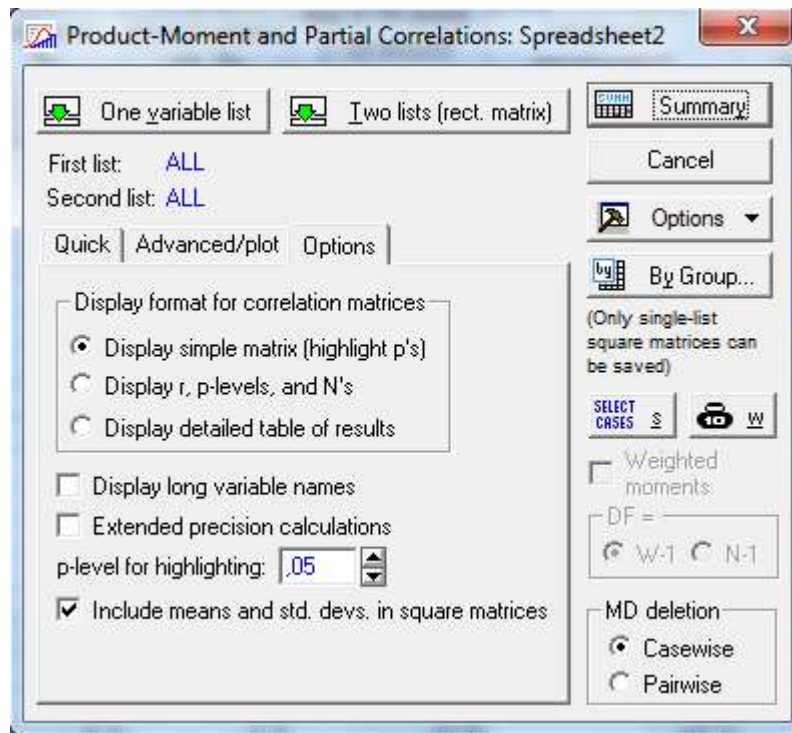 Product-Moment and Partial Correlations: Spreadsheet2
One variable list
Two lists (rect. matrix)
First list: ALL
Second list: ALL
Quick
Advanced/plot
Options
Display format for correlation matrices
Display simple matrix (highlight p's)
Display r, p-levels, and N's
Display detailed table of results
Display long variable names
Extended precision calculations
p-level for highlighting: ,05
Include means and std. devs. in square matrices
Summary
Cancel
Options
By Group...
(Only single-list
square matrices can
be saved)
SELECT
CASES S
W
Weighted
moments
DF =
W-1 N-1
MD deletion
Casewise
Pairwise